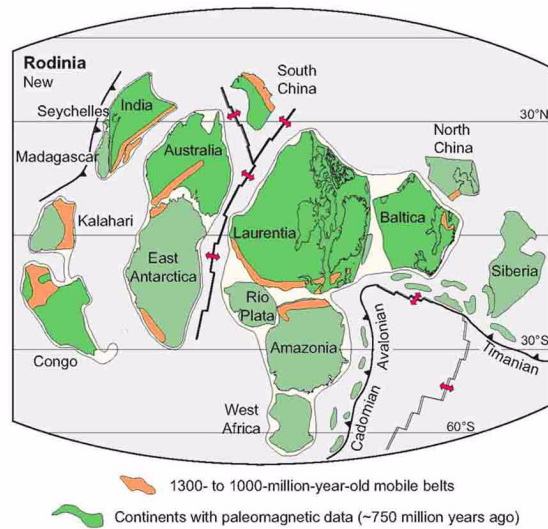 Rodinia
New
South
China
India
Seychelles
30°N
Madagascar
Australia
North
China
Kalahari
Laurentia
Baltica
East
Antarctica
Siberia
Rio
Plata
Congo
Amazonia
Avalonian
Timanian
30°S
West
Africa
Cadomian
60°S
1300- to 1000-million-year-old mobile belts
Continents with paleomagnetic data (~750 million years ago)